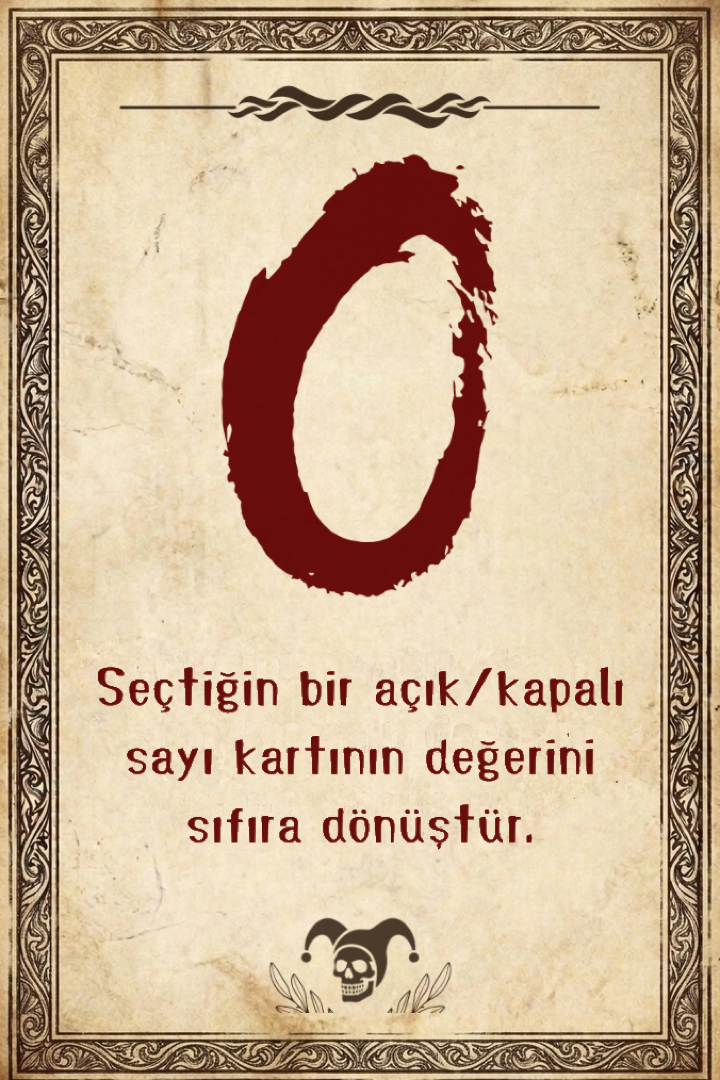 0
Seçtiğin bir açık/kapalı
sayı kartının değerini
sıfıra dönüştür.